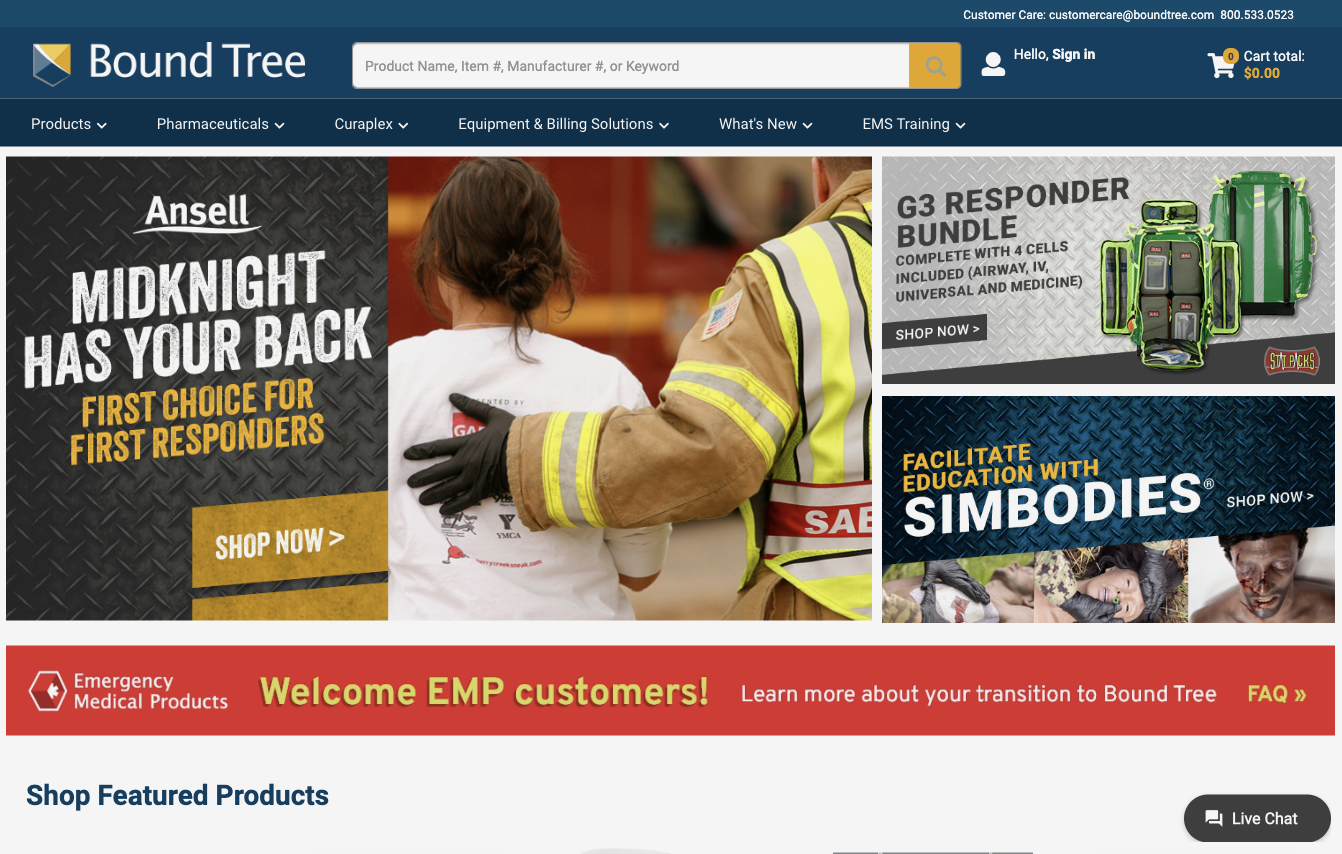 Customer Care: customercare@boundtree.com 800.533.0523
Bound Tree
Product Name, Item #, Manufacturer #, or Keyword
Hello, Sign in
0
Cart total:
$0.00
Products
Pharmaceuticals
Curaplex
Equipment & Billing Solutions
What's New
EMS Training
Ansell
MIDKNIGHT
HAS YOUR BACK
FIRST CHOICE FOR
FIRST RESPONDERS
SHOP NOW >
YMCA
G3 RESPONDER
BUNDLE
COMPLETE WITH 4 CELLS
INCLUDED (AIRWAY, IV,
UNIVERSAL AND MEDICINE)
SHOP NOW >
STAT PACKS
FACILITATE
EDUCATION WITH
SIMBODIES®
SHOP NOW >
Emergency
Medical Products
Welcome EMP customers!
Learn more about your transition to Bound Tree
FAQ »
Shop Featured Products
Live Chat